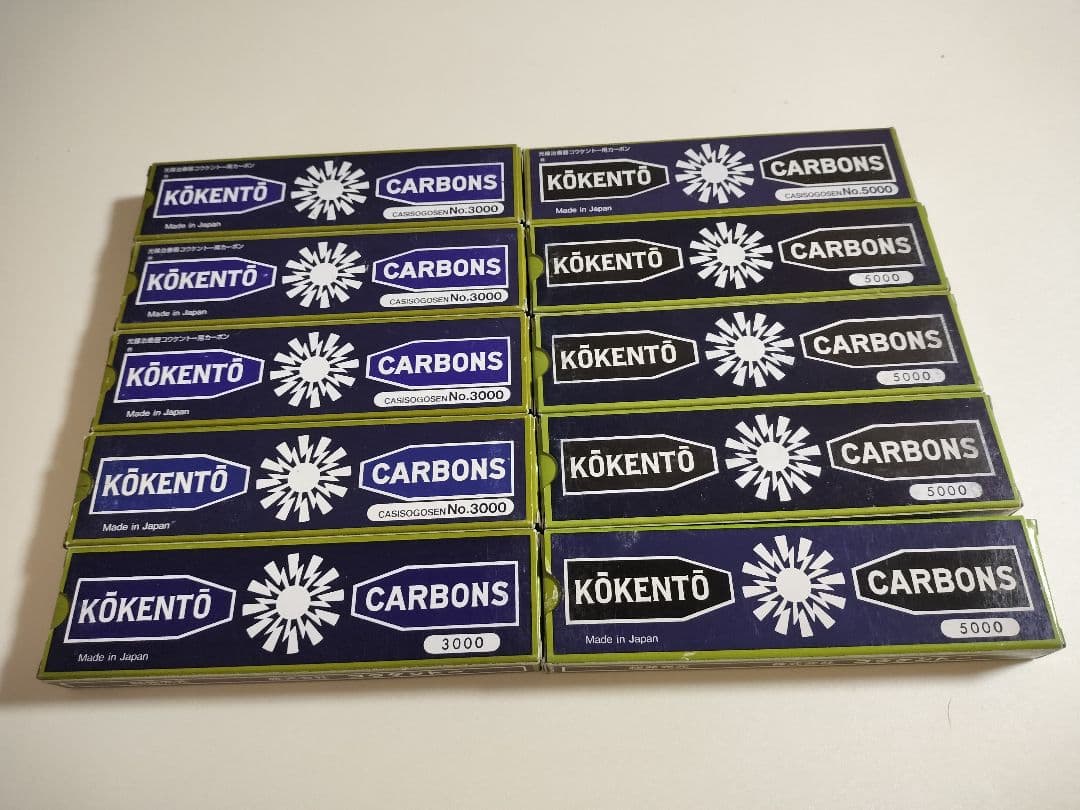 光線治療器コウケントー用カーボン
KŌKENTŌ CARBONS
CASISOGOSEN No.3000
Made in Japan
光線治療器コウケントー用カーボン
KŌKENTŌ CARBONS
CASISOGOSEN No.3000
Made in Japan
光線治療器コウケントー用カーボン
KŌKENTŌ CARBONS
CASISOGOSEN No.3000
Made in Japan
KŌKENTŌ CARBONS
CASISOGOSEN No.3000
Made in Japan
KŌKENTŌ CARBONS
3000
Made in Japan
光線治療器コウケントー用カーボン
KŌKENTŌ CARBONS
CASISOGOSEN No.5000
Made in Japan
KŌKENTŌ CARBONS
5000
KŌKENTŌ CARBONS
5000
KŌKENTŌ CARBONS
5000
KŌKENTŌ CARBONS
5000
Made in Japan